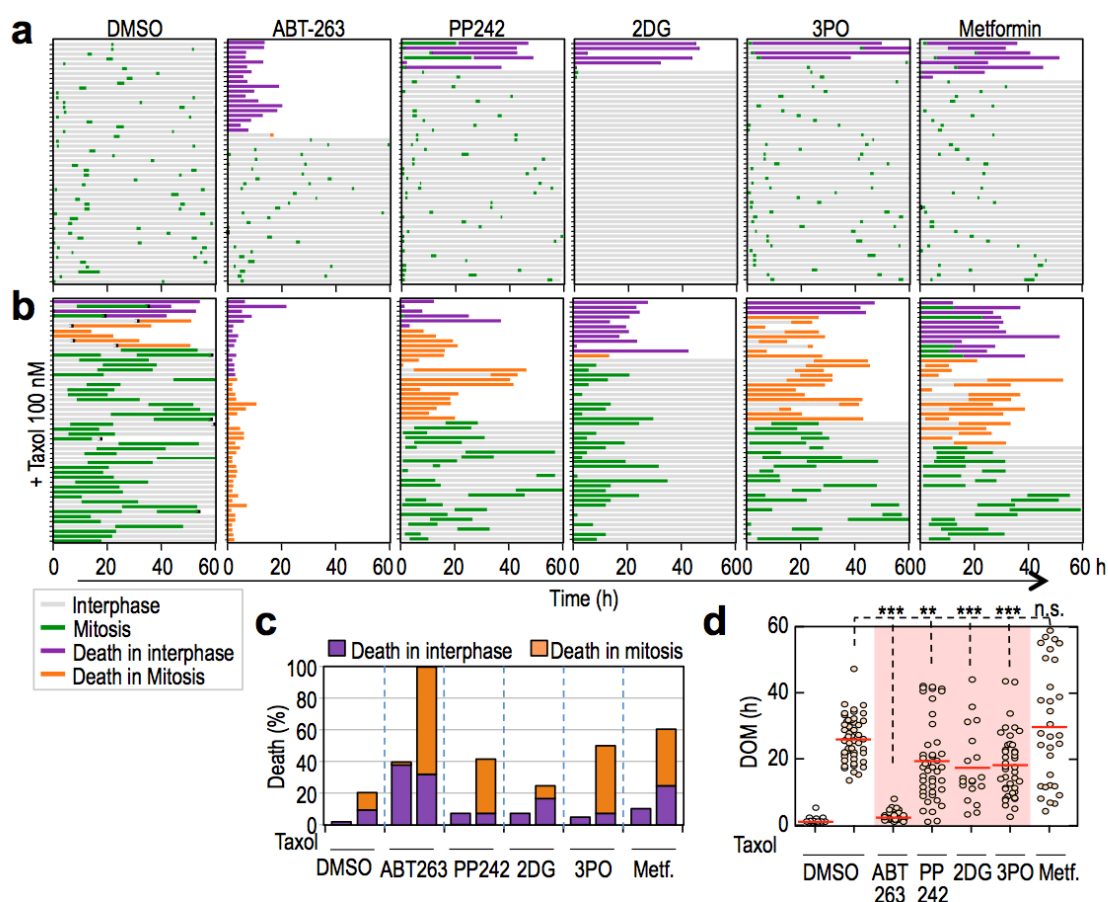 a
DMSO ABT-263 PP242 2DG 3PO Metformin
b
+ Taxol 100 nM
0 20 40 60 0 20 40 60 0 20 40 60 0 20 40 60 0 20 40 60 0 20 40 60 h
Time (h)
Interphase
Mitosis
Death in interphase
Death in Mitosis
c
Death in interphase Death in mitosis
Death (%)
100
80
60
40
20
0
Taxol
DMSO ABT263 PP242 2DG 3PO Metf.
d
*** ** *** *** n.s.
DOM (h)
60
40
20
0
Taxol
DMSO ABT 263 PP 242 2DG 3PO Metf.